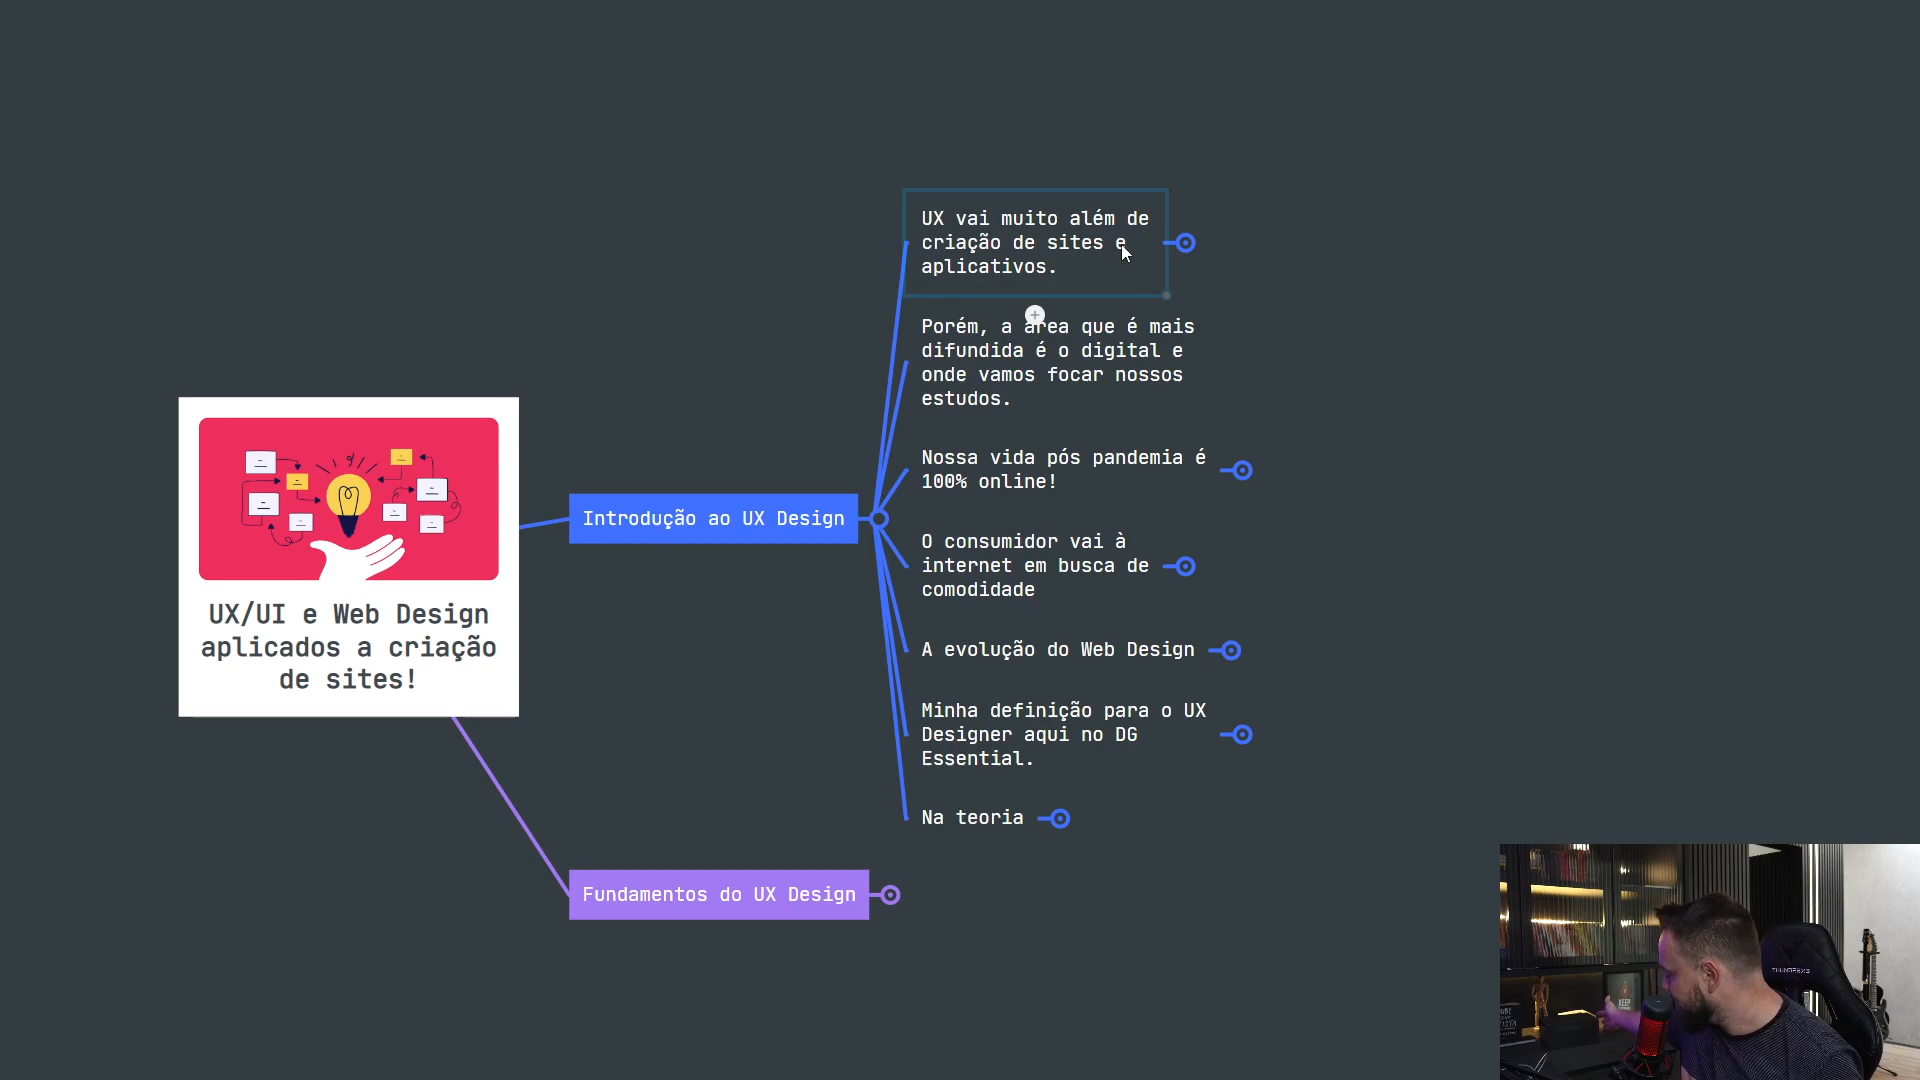 UX vai muito além de
criação de sites e
aplicativos.
Porém, a área que é mais
difundida é o digital e
onde vamos focar nossos
estudos.
Nossa vida pós pandemia é
100% online!
Introdução ao UX Design
O consumidor vai à
internet em busca de
comodidade
UX/UI e Web Design
aplicados a criação
de sites!
A evolução do Web Design
Minha definição para o UX
Designer aqui no DG
Essential.
Na teoria
Fundamentos do UX Design
THUNDERX3
KEEP